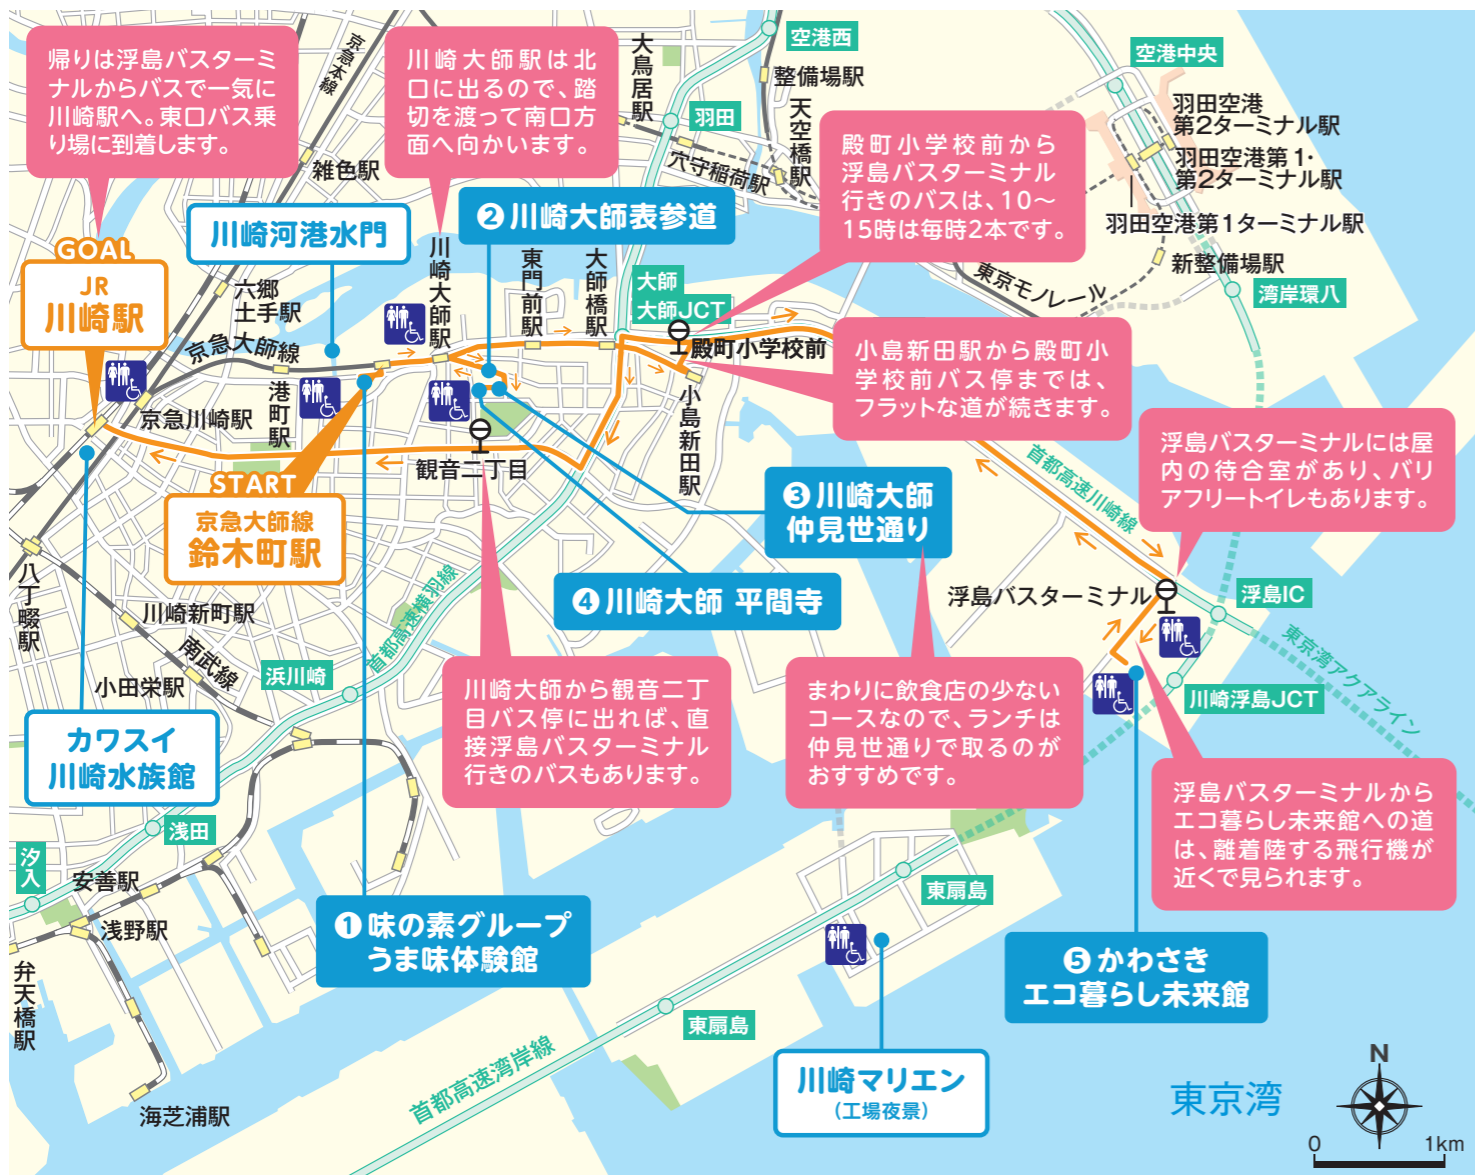 帰りは浮島バスターミ
ナルからバスで一気に
川崎駅へ。東口バス乗
り場に到着します。
京急本線
川崎大師駅は北
口に出るので、踏
切を渡って南口方
面へ向かいます。
大鳥居駅
空港西
整備場駅
羽田
天空橋駅
穴守稲荷駅
空港中央
羽田空港
第2ターミナル駅
羽田空港第1・
第2ターミナル駅
羽田空港第1ターミナル駅
新整備場駅
湾岸環八
東京モノレール
殿町小学校前から
浮島バスターミナル
行きのバスは、10〜
15時は毎時2本です。
雑色駅
川崎河港水門
❷川崎大師表参道
GOAL
JR
川崎駅
六郷
土手駅
京急大師線
川崎大師駅
東門前駅
大師橋駅
大師
大師JCT
殿町小学校前
小島新田駅から殿町小
学校前バス停までは、
フラットな道が続きます。
京急川崎駅
港町駅
小島新田駅
観音二丁目
START
京急大師線
鈴木町駅
❸川崎大師
仲見世通り
首都高速川崎線
浮島バスターミナルには屋
内の待合室があり、バリ
アフリートイレもあります。
八丁畷駅
川崎新町駅
南武線
小田栄駅
浜川崎
首都高速横羽線
❹川崎大師 平間寺
浮島バスターミナル
浮島IC
東京湾アクアライン
川崎浮島JCT
カワスイ
川崎水族館
川崎大師から観音二丁
目バス停に出れば、直
接浮島バスターミナル
行きのバスもあります。
まわりに飲食店の少ない
コースなので、ランチは
仲見世通りで取るのが
おすすめです。
浮島バスターミナルから
エコ暮らし未来館への道
は、離着陸する飛行機が
近くで見られます。
浅田
汐入
安善駅
浅野駅
弁天橋駅
海芝浦駅
❶味の素グループ
うま味体験館
東扇島
❺かわさき
エコ暮らし未来館
東扇島
首都高速湾岸線
川崎マリエン
(工場夜景)
東京湾
N
0 1km